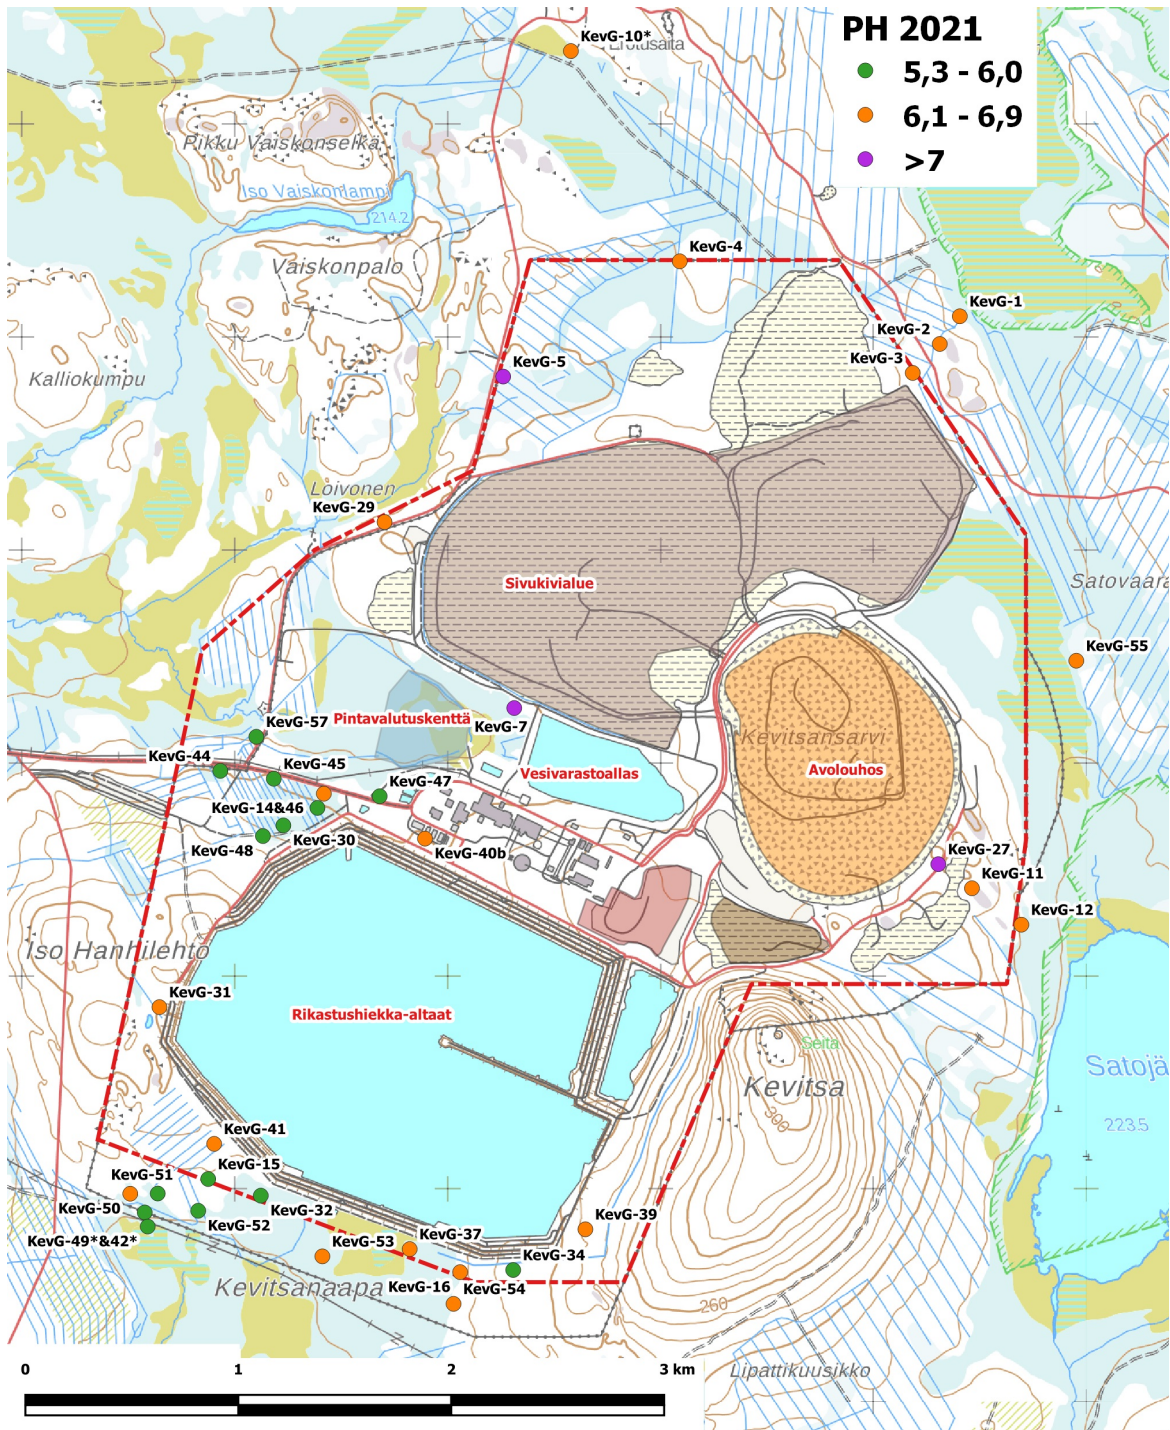 PH 2021
5,3 - 6,0
6,1 - 6,9
>7
KevG-10*
Erotusaita
Pikku Vaiskonselkä
Iso Vaiskonlampi
214.2
Vaiskonpalo
KevG-4
KevG-1
KevG-2
KevG-3
KevG-5
Kalliokumpu
Loivonen
KevG-29
Sivukivialue
Satovaara
KevG-55
KevG-57
Pintavalutuskenttä
KevG-7
KevG-44
KevG-45
Kevitsansarvi
Vesivarastoallas
Avolouhos
KevG-47
KevG-14&46
KevG-30
KevG-48
KevG-40b
KevG-27
KevG-11
KevG-12
Iso Hanhilehto
KevG-31
Rikastushiekka-altaat
Seita
Satojä
Kevitsa
300
223.5
KevG-41
KevG-15
KevG-51
KevG-32
KevG-50
KevG-52
KevG-39
KevG-49*&42*
KevG-53
KevG-37
KevG-34
Kevitsanaapa
KevG-16
KevG-54
260
Lipattikuusikko
0 1 2 3 km